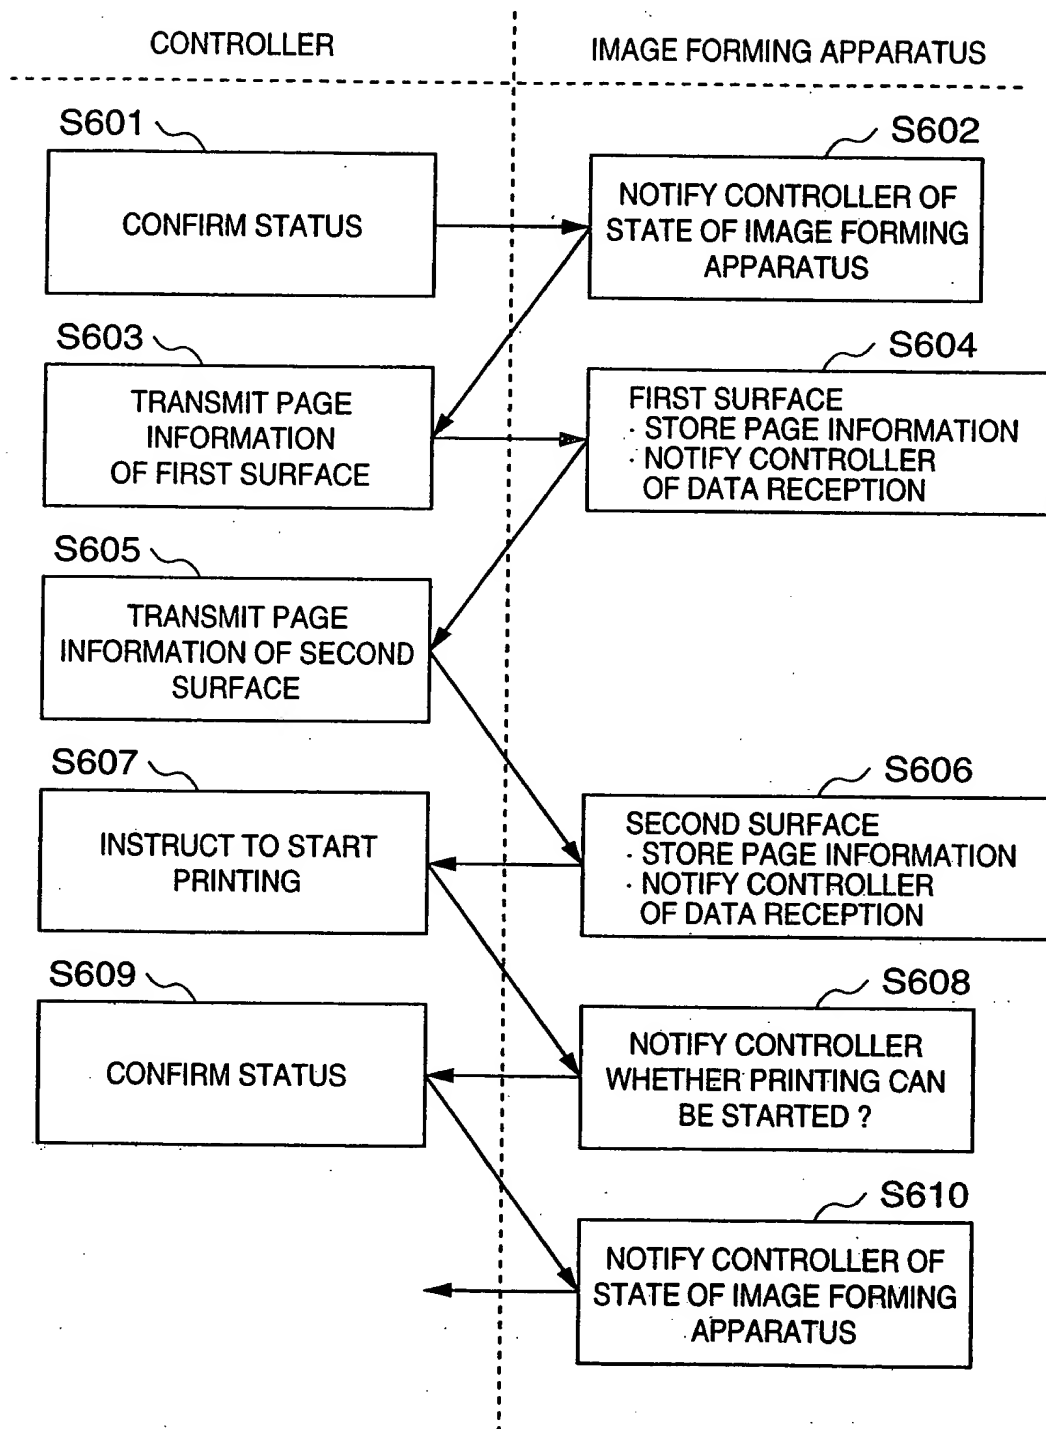 CONTROLLER
IMAGE FORMING APPARATUS
S601
CONFIRM STATUS
S602
NOTIFY CONTROLLER OF
STATE OF IMAGE FORMING
APPARATUS
S603
TRANSMIT PAGE
INFORMATION
OF FIRST SURFACE
S604
FIRST SURFACE
· STORE PAGE INFORMATION
· NOTIFY CONTROLLER
OF DATA RECEPTION
S605
TRANSMIT PAGE
INFORMATION OF SECOND
SURFACE
S606
SECOND SURFACE
· STORE PAGE INFORMATION
· NOTIFY CONTROLLER
OF DATA RECEPTION
S607
INSTRUCT TO START
PRINTING
S608
NOTIFY CONTROLLER
WHETHER PRINTING CAN
BE STARTED ?
S609
CONFIRM STATUS
S610
NOTIFY CONTROLLER OF
STATE OF IMAGE FORMING
APPARATUS